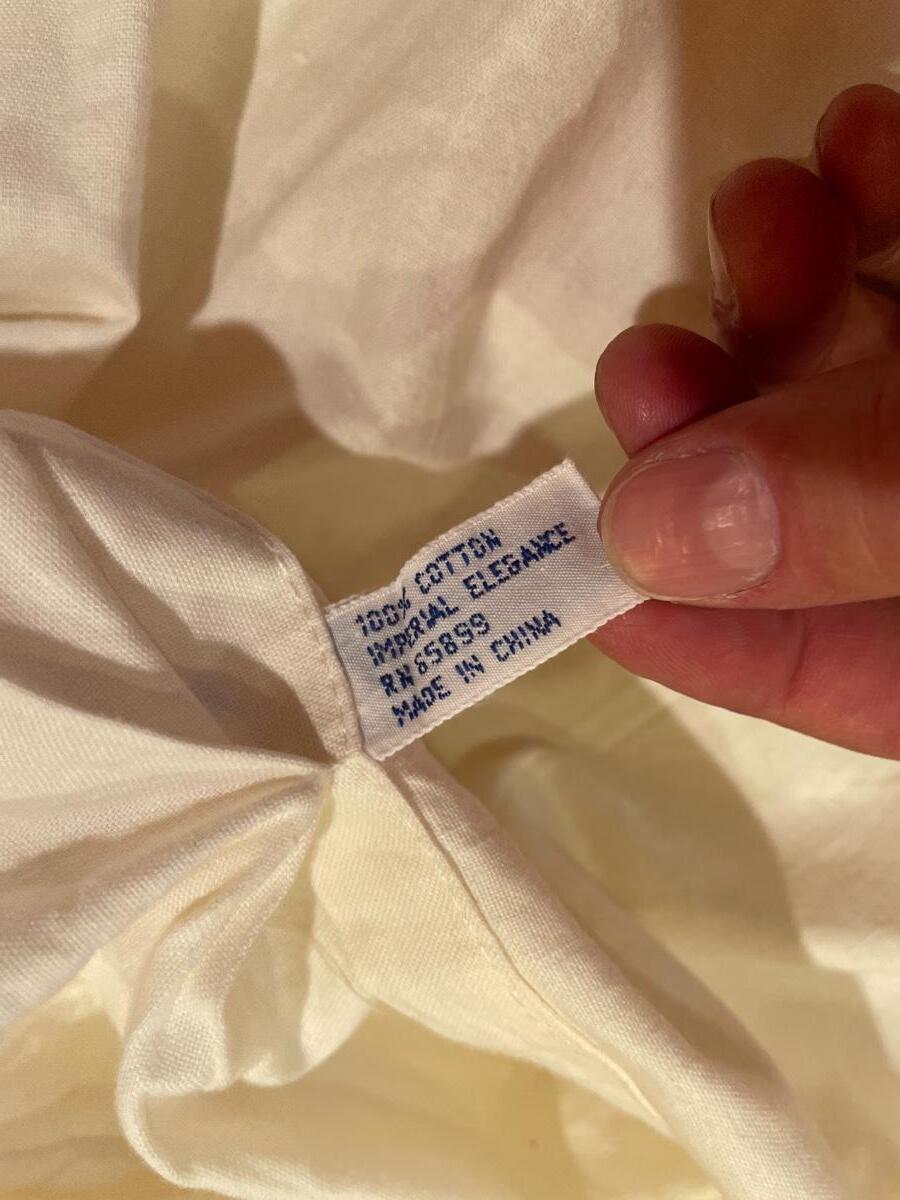 100% COTTON
IMPERIAL ELEGANCE
RN 65899
MADE IN CHINA